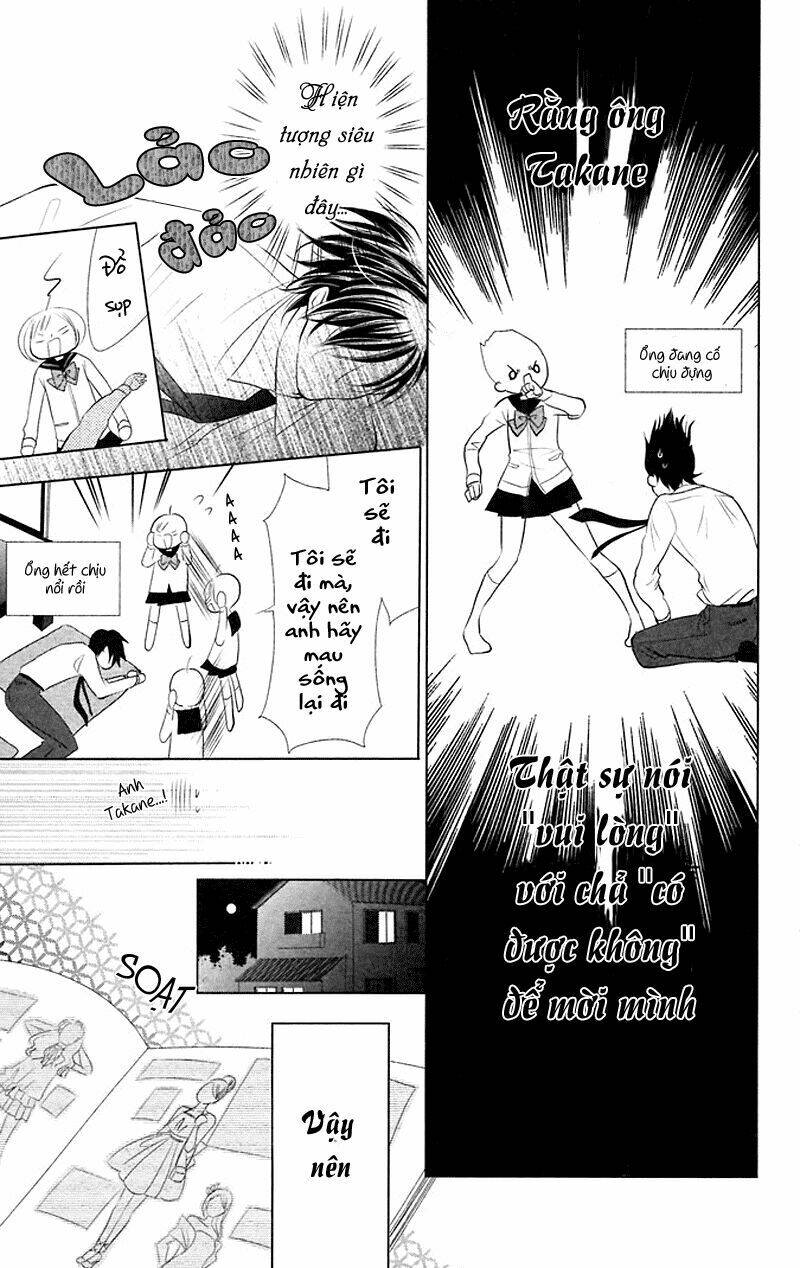 Rằng ông
Takane
Ổng đang cố
chịu đựng
Thật sự nói
"vui lòng"
với chả "có
được không"
để mời mình
Hiện
tượng siêu
nhiên gì
đây...
Lảo
đảo
Đổ
sụp
Tôi
sẽ
đi
Tôi sẽ
đi mà,
vậy nên
anh hãy
mau
sống
lại đi
AAAAA
Ổng hết chịu
nổi rồi
Anh
Takane...!
SOẠT
Vậy
nên